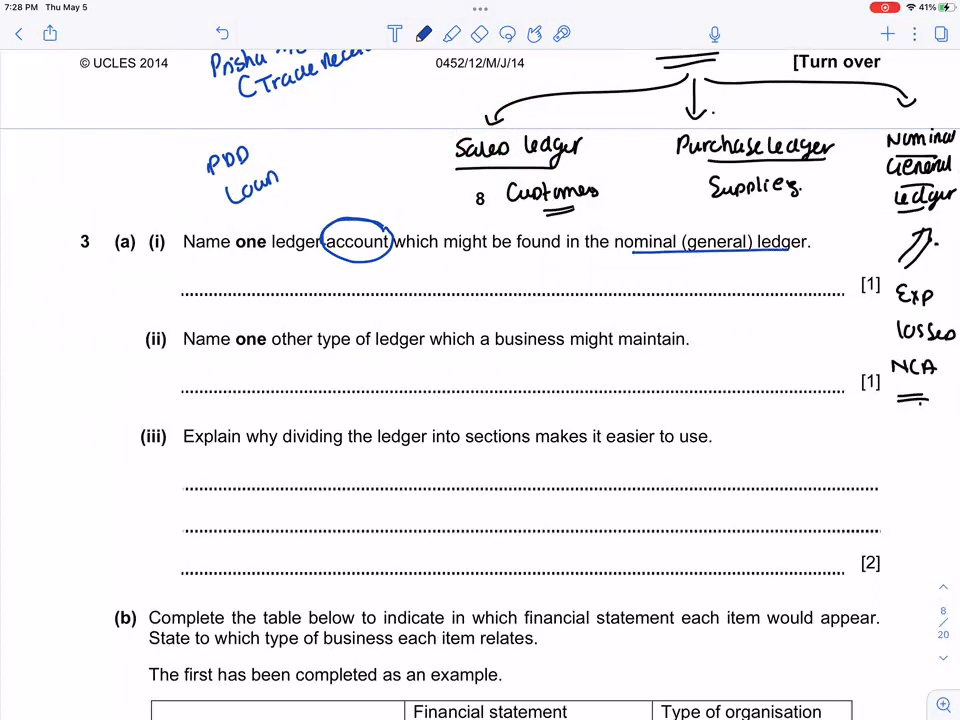 7:28 PM Thu May 5
41%
© UCLES 2014
0452/12/M/J/14
[Turn over
Prisha
C Trade
PDD
Loan
Sales ledger
Purchase ledger
Nominal
General
ledger
8
Customes
Supplies.
3 (a) (i) Name one ledger account which might be found in the nominal (general) ledger.
[1]
Exp
losses
NCA
(ii) Name one other type of ledger which a business might maintain.
[1]
(iii) Explain why dividing the ledger into sections makes it easier to use.
[2]
(b) Complete the table below to indicate in which financial statement each item would appear.
State to which type of business each item relates.
The first has been completed as an example.
8
20
Financial statement
Type of organisation